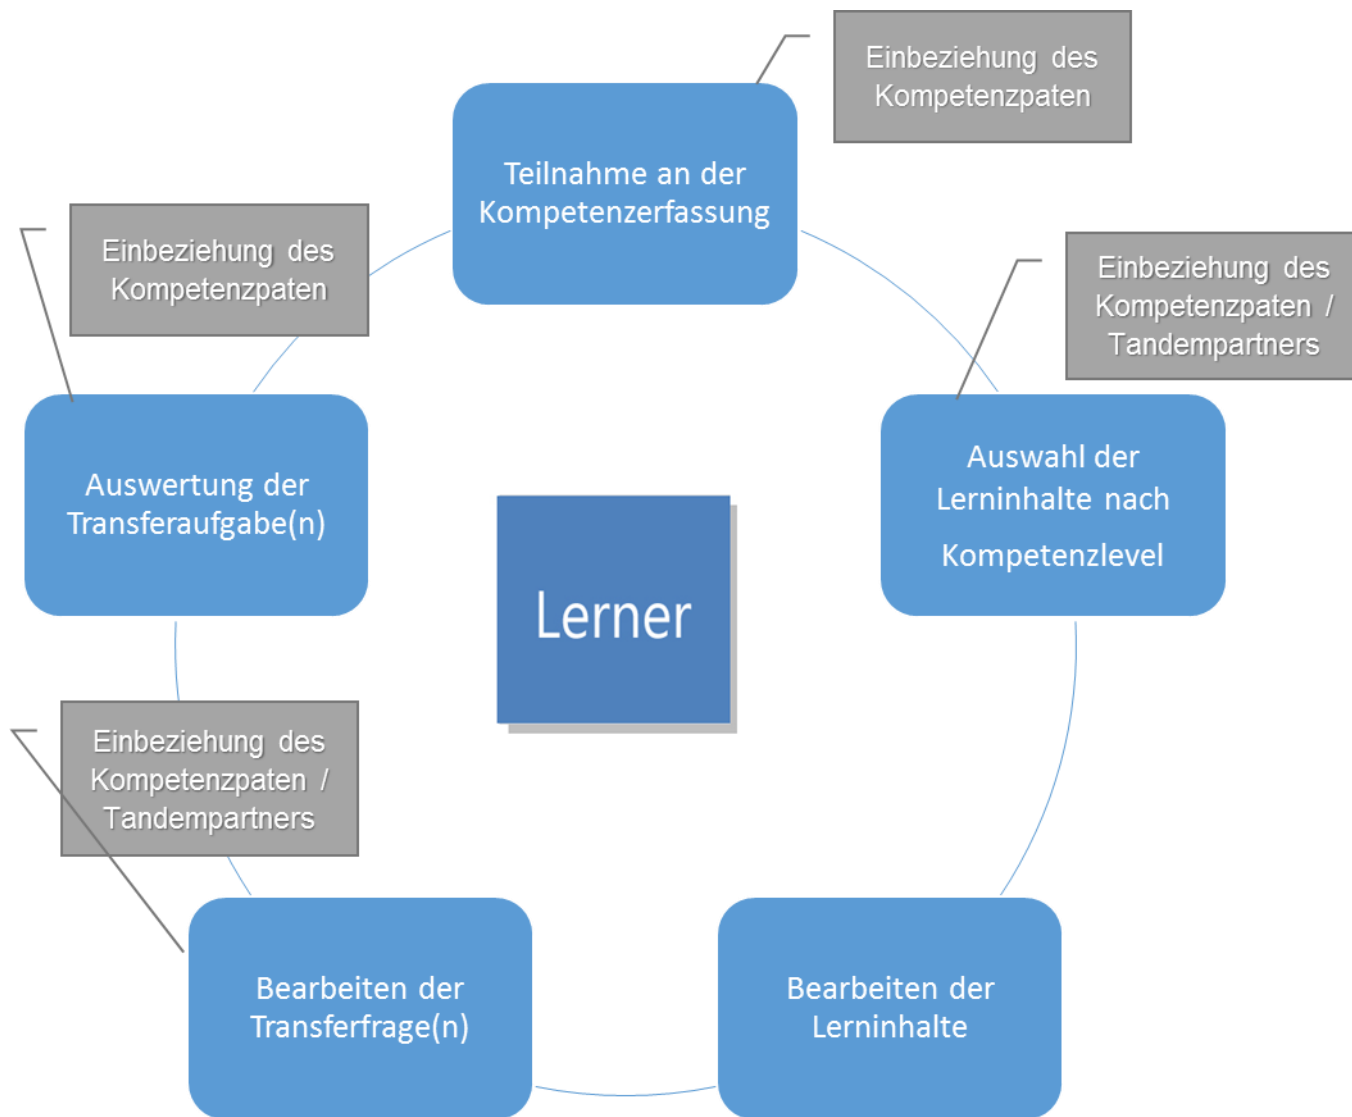 Einbeziehung des
Kompetenzpaten
Teilnahme an der
Kompetenzerfassung
Einbeziehung des
Kompetenzpaten
Einbeziehung des
Kompetenzpaten /
Tandempartners
Auswertung der
Transferaufgabe(n)
Auswahl der
Lerninhalte nach
Kompetenzlevel
Lerner
Einbeziehung des
Kompetenzpaten /
Tandempartners
Bearbeiten der
Transferfrage(n)
Bearbeiten der
Lerninhalte